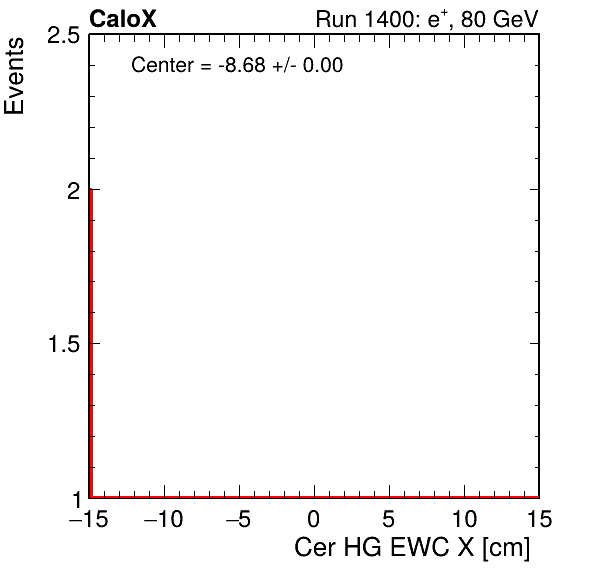 CaloX Run 1400: e⁺, 80 GeV
Events
Center = -8.68 +/- 0.00
2.5
2
1.5
1
−15 −10 −5 0 5 10 15
Cer HG EWC X [cm]